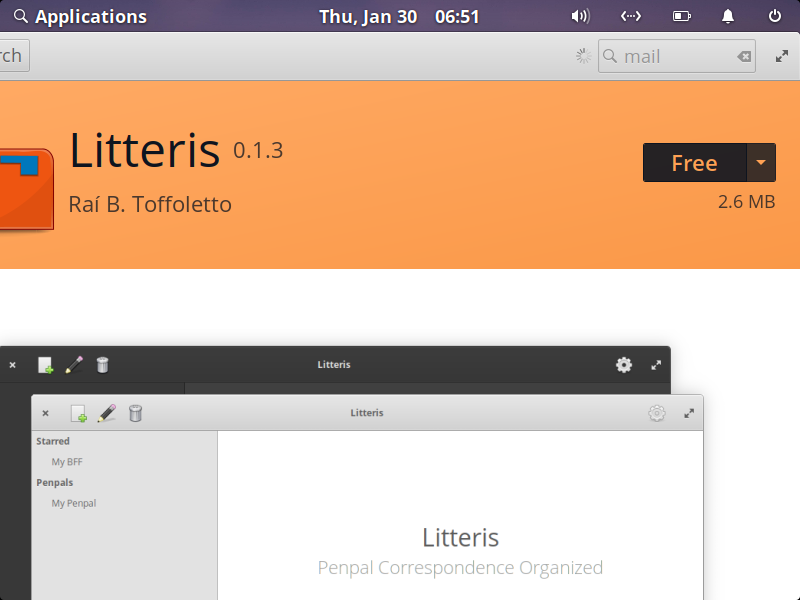 Applications
Thu, Jan 30 06:51
rch
mail
Litteris 0.1.3
Raí B. Toffoletto
Free
2.6 MB
Litteris
Litteris
Starred
My BFF
Penpals
My Penpal
Litteris
Penpal Correspondence Organized